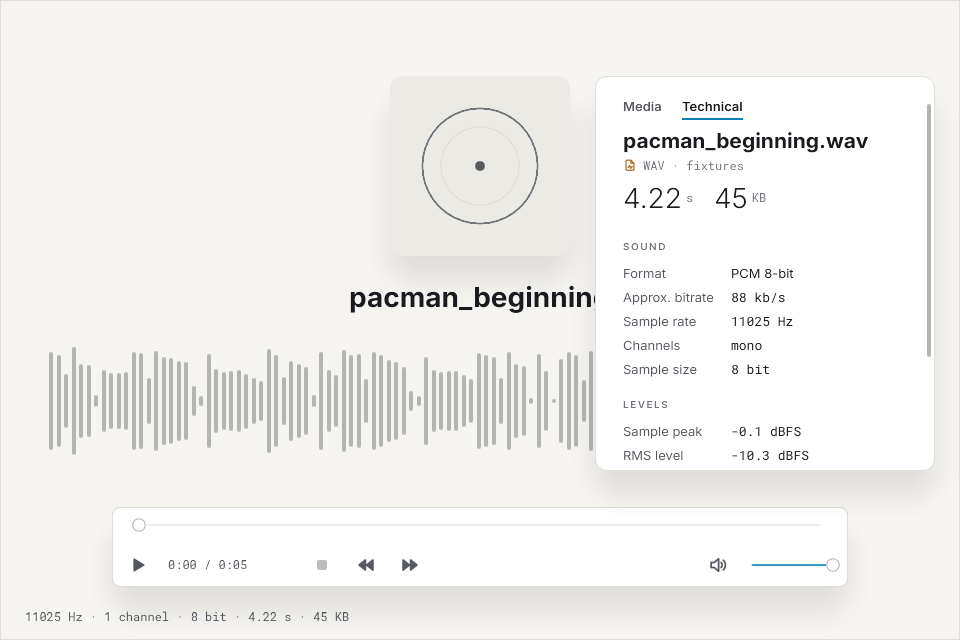 Media Technical
pacman_beginning.wav
WAV · fixtures
4.22 s 45 KB
SOUND
Format PCM 8-bit
Approx. bitrate 88 kb/s
Sample rate 11025 Hz
Channels mono
Sample size 8 bit
LEVELS
Sample peak -0.1 dBFS
RMS level -10.3 dBFS
pacman_beginning
0:00 / 0:05
11025 Hz · 1 channel · 8 bit · 4.22 s · 45 KB